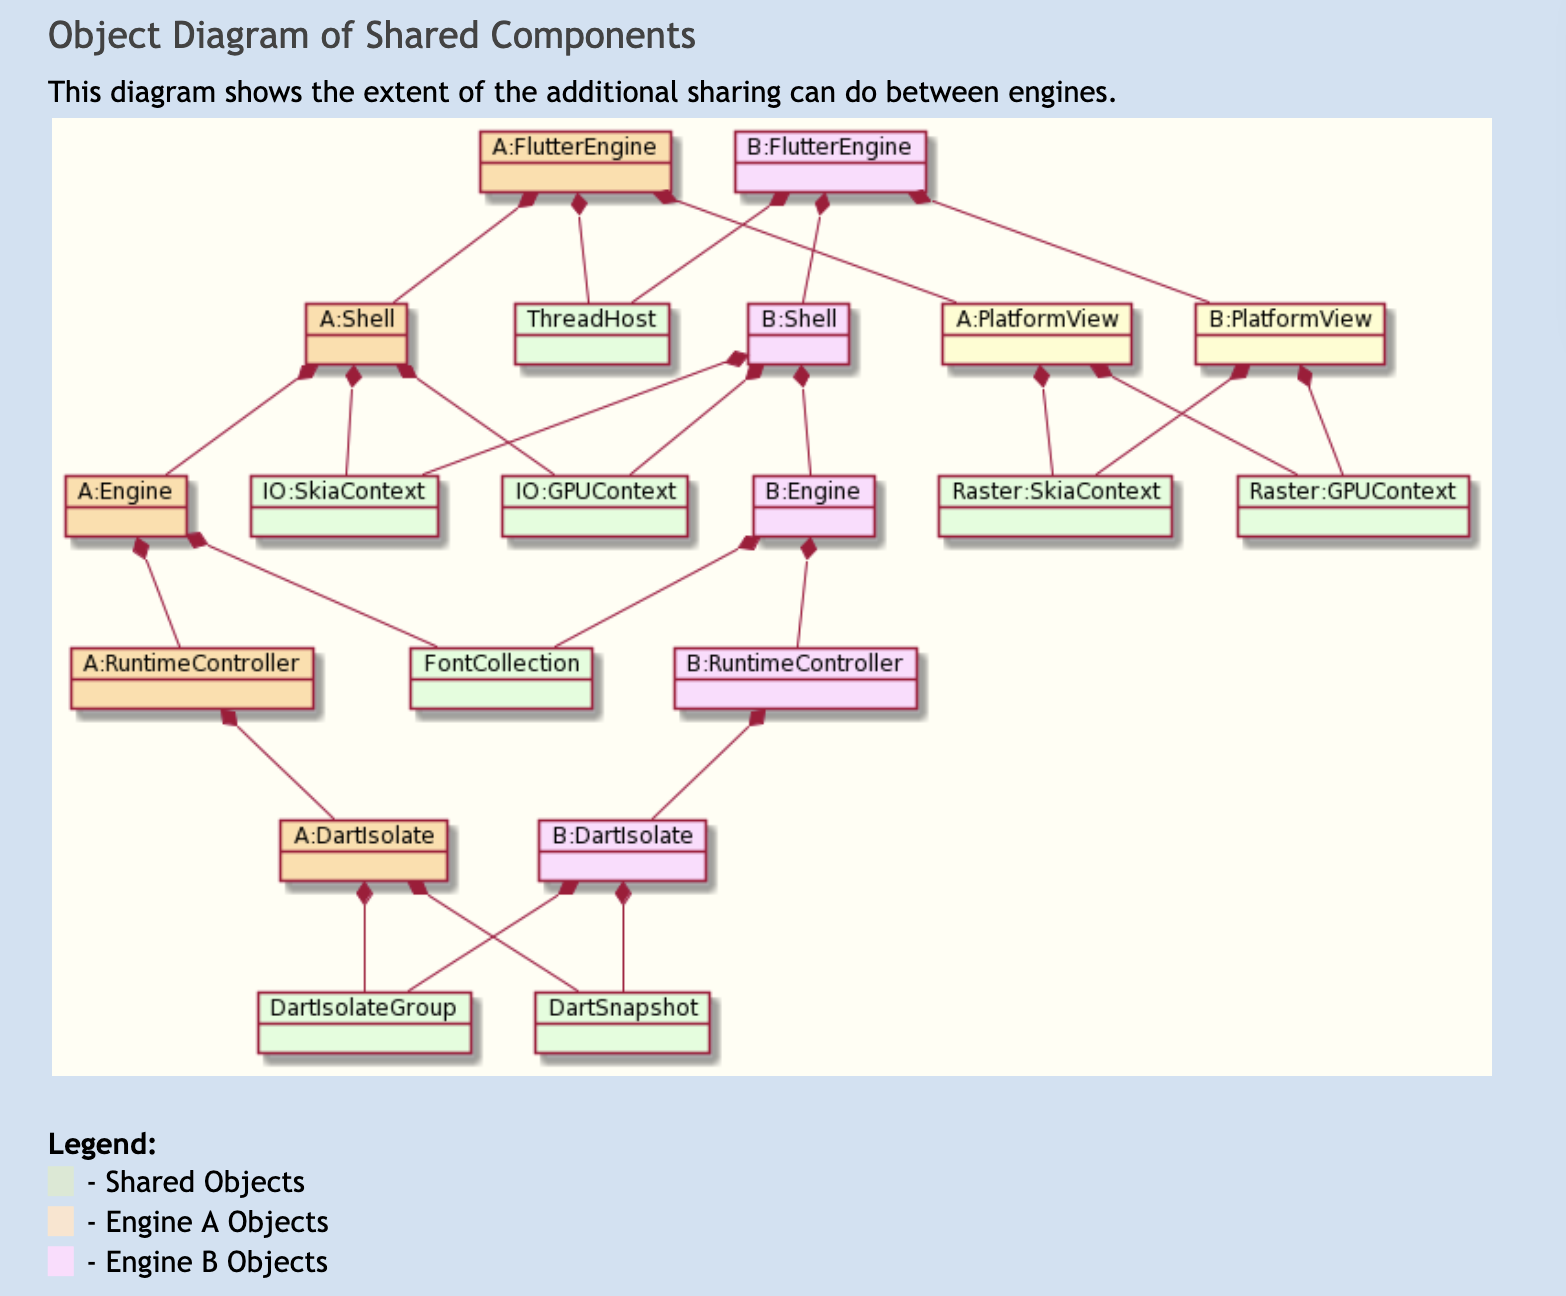 Object Diagram of Shared Components
This diagram shows the extent of the additional sharing can do between engines.
A:FlutterEngine
B:FlutterEngine
A:Shell
ThreadHost
B:Shell
A:PlatformView
B:PlatformView
A:Engine
IO:SkiaContext
IO:GPUContext
B:Engine
Raster:SkiaContext
Raster:GPUContext
A:RuntimeController
FontCollection
B:RuntimeController
A:DartIsolate
B:DartIsolate
DartIsolateGroup
DartSnapshot
Legend:
- Shared Objects
- Engine A Objects
- Engine B Objects